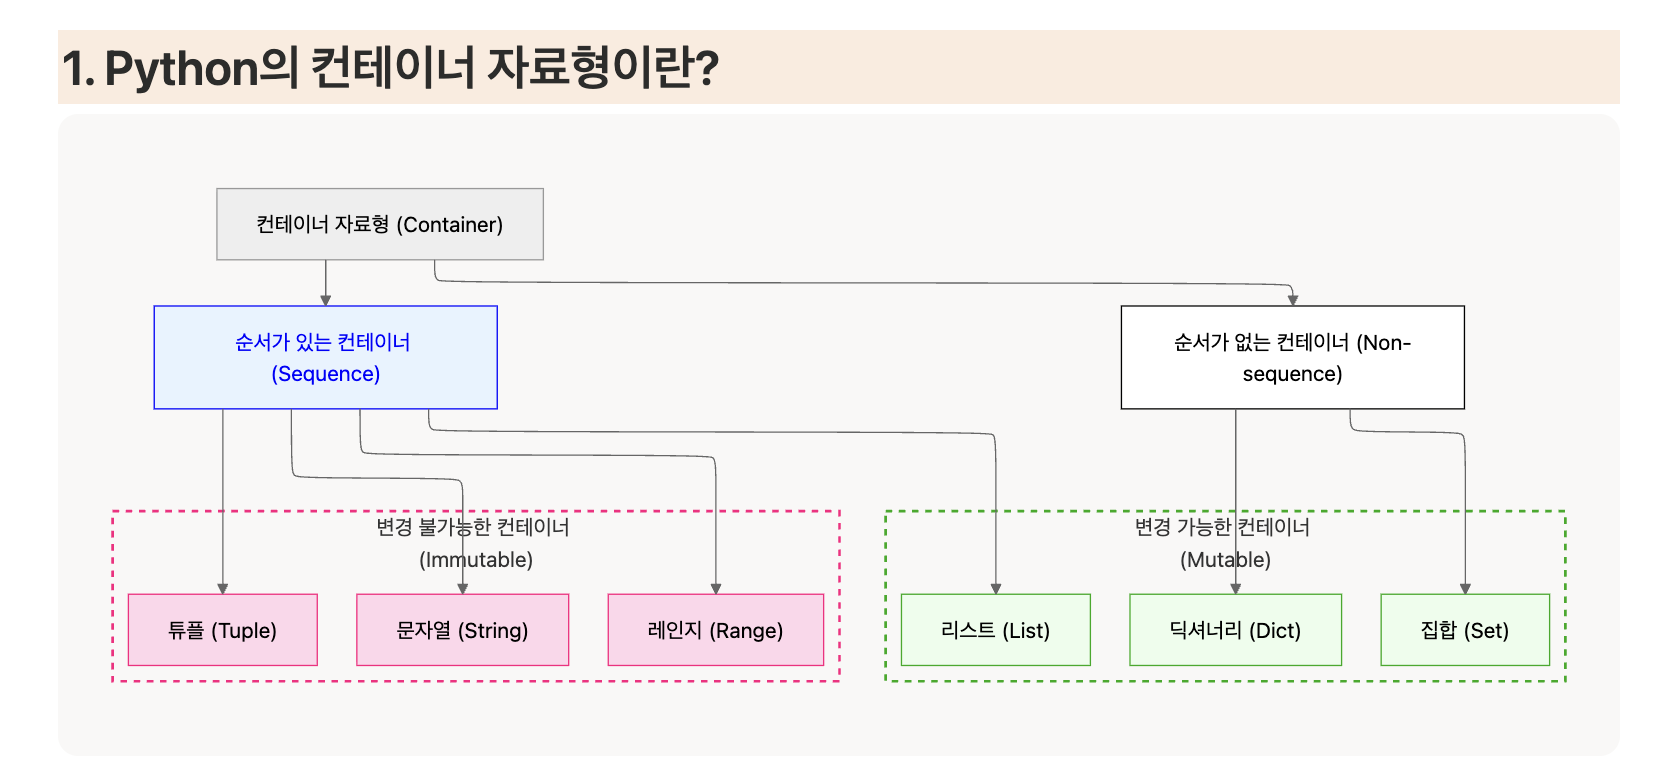 1. Python의 컨테이너 자료형이란?
컨테이너 자료형 (Container)
순서가 있는 컨테이너
(Sequence)
순서가 없는 컨테이너 (Non-
sequence)
변경 불가능한 컨테이너
(Immutable)
변경 가능한 컨테이너
(Mutable)
튜플 (Tuple)
문자열 (String)
레인지 (Range)
리스트 (List)
딕셔너리 (Dict)
집합 (Set)